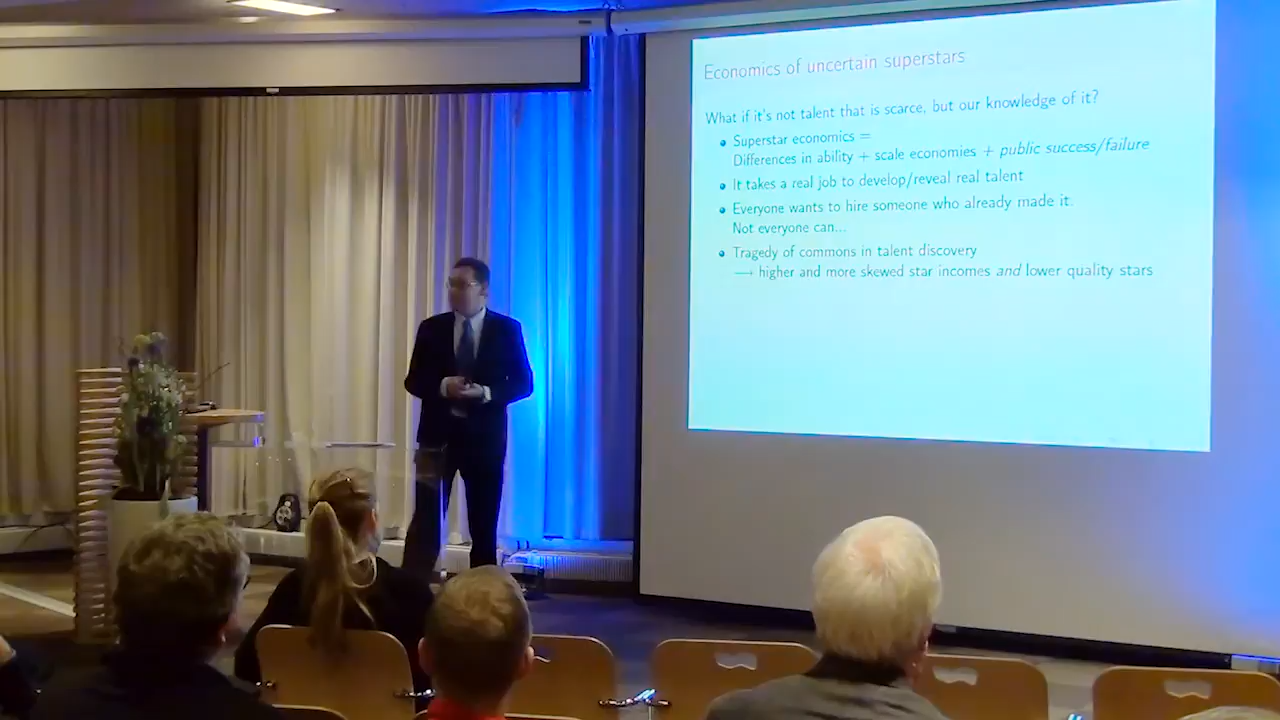 Economics of uncertain superstars
What if it's not talent that is scarce, but our knowledge of it?
Superstar economics =
Differences in ability + scale economies + public success/failure
It takes a real job to develop/reveal real talent
Everyone wants to hire someone who already made it.
Not everyone can...
Tragedy of commons in talent discovery
→ higher and more skewed star incomes and lower quality stars